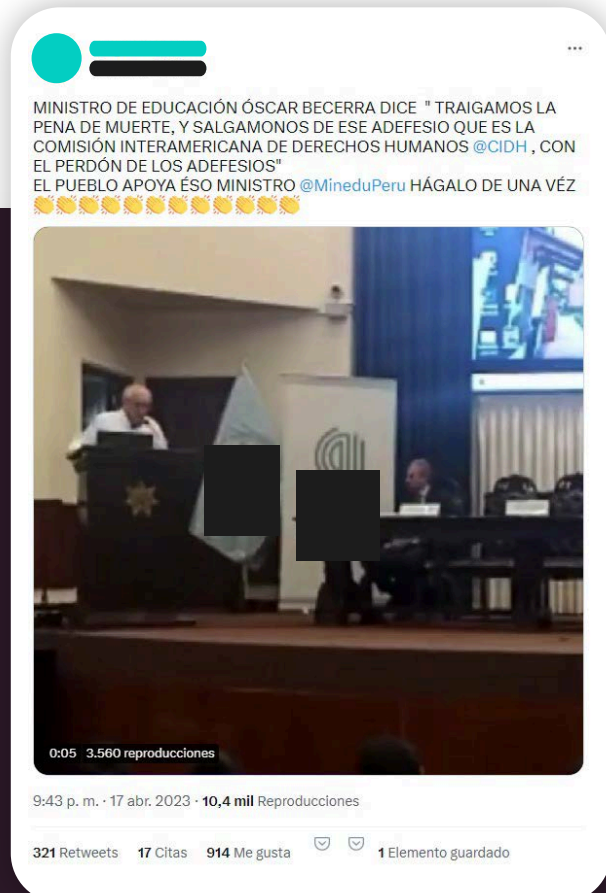 MINISTRO DE EDUCACIÓN ÓSCAR BECERRA DICE " TRAIGAMOS LA
PENA DE MUERTE, Y SALGAMONOS DE ESE ADEFESIO QUE ES LA
COMISIÓN INTERAMERICANA DE DERECHOS HUMANOS @CIDH , CON
EL PERDÓN DE LOS ADEFESIOS"
EL PUEBLO APOYA ÉSO MINISTRO @MineduPeru HÁGALO DE UNA VÉZ
👏👏👏👏👏👏👏👏👏👏👏👏
0:05 3.560 reproducciones
9:43 p. m. · 17 abr. 2023 · 10,4 mil Reproducciones
321 Retweets 17 Citas 914 Me gusta 1 Elemento guardado